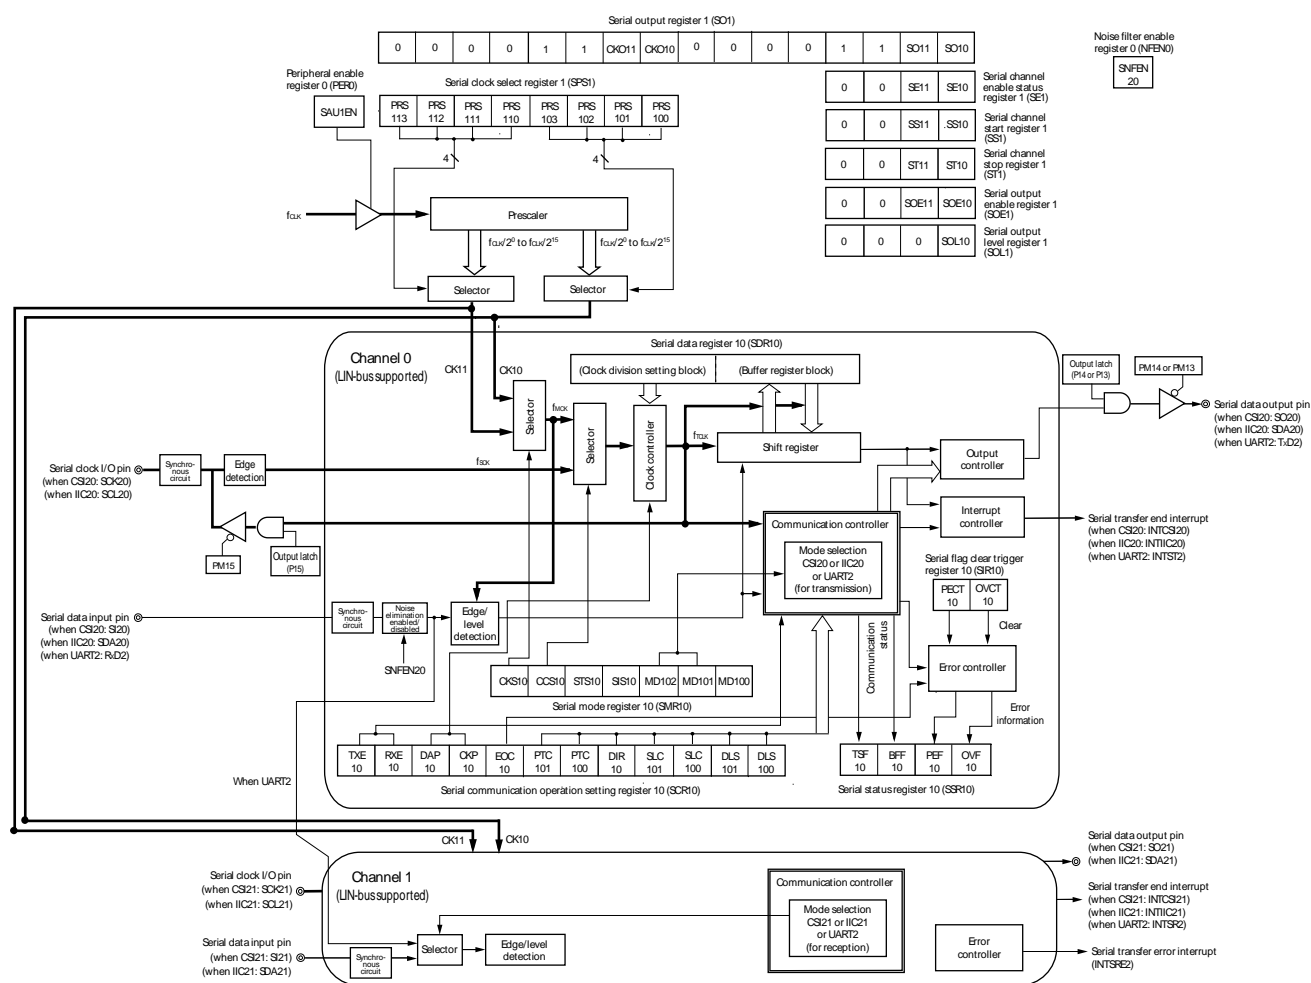 Serial output register 1 (SO1)
0 0 0 0 1 1 CKO11 CKO10 0 0 0 0 1 1 SO11 SO10
Noise filter enable
register 0 (NFEN0)
SNFEN
20
Peripheral enable
register 0 (PER0)
SAU1EN
Serial clock select register 1 (SPS1)
PRS PRS PRS PRS PRS PRS PRS PRS
113 112 111 110 103 102 101 100
4
4
0 0 SE11 SE10
Serial channel
enable status
register 1 (SE1)
0 0 SS11 SS10
Serial channel
start register 1
(SS1)
0 0 ST11 ST10
Serial channel
stop register 1
(ST1)
0 0 SOE11 SOE10
Serial output
enable register 1
(SOE1)
0 0 0 SOL10
Serial output
level register 1
(SOL1)
fCLK
Prescaler
fCLK/2⁰ to fCLK/2¹⁵
fCLK/2⁰ to fCLK/2¹⁵
Selector
Selector
Channel 0
(LIN-bus supported)
CK11
CK10
Serial data register 10 (SDR10)
(Clock division setting block)
(Buffer register block)
Selector
fMCK
Selector
Clock controller
fTCLK
Shift register
fSCK
Output latch
(P14 or P13)
PM14 or PM13
Serial data output pin
(when CSI20: SO20)
(when IIC20: SDA20)
(when UART2: TxD2)
Output
controller
Interrupt
controller
Serial transfer end interrupt
(when CSI20: INTCSI20)
(when IIC20: INTIIC20)
(when UART2: INTST2)
Serial clock I/O pin
(when CSI20: SCK20)
(when IIC20: SCL20)
Synchro-
nous
circuit
Edge
detection
PM15
Output latch
(P15)
Communication controller
Mode selection
CSI20 or IIC20
or UART2
(for transmission)
Serial flag clear trigger
register 10 (SIR10)
PECT OVCT
10 10
Clear
Error controller
Error
information
Communication
status
Serial data input pin
(when CSI20: SI20)
(when IIC20: SDA20)
(when UART2: RxD2)
Synchro-
nous
circuit
Noise
elimination
enabled/
disabled
SNFEN20
Edge/
level
detection
CKS10 CCS10 STS10 SIS10 MD102 MD101 MD100
Serial mode register 10 (SMR10)
TXE RXE DAP CKP EOC PTC PTC DIR SLC SLC DLS DLS
10 10 10 10 10 101 100 10 101 100 101 100
Serial communication operation setting register 10 (SCR10)
TSF BFF PEF OVF
10 10 10 10
Serial status register 10 (SSR10)
When UART2
CK11
CK10
Channel 1
(LIN-bus supported)
Serial clock I/O pin
(when CSI21: SCK21)
(when IIC21: SCL21)
Serial data input pin
(when CSI21: SI21)
(when IIC21: SDA21)
Synchro-
nous
circuit
Selector
Edge/level
detection
Communication controller
Mode selection
CSI21 or IIC21
or UART2
(for reception)
Error
controller
Serial data output pin
(when CSI21: SO21)
(when IIC21: SDA21)
Serial transfer end interrupt
(when CSI21: INTCSI21)
(when IIC21: INTIIC21)
(when UART2: INTSR2)
Serial transfer error interrupt
(INTSRE2)